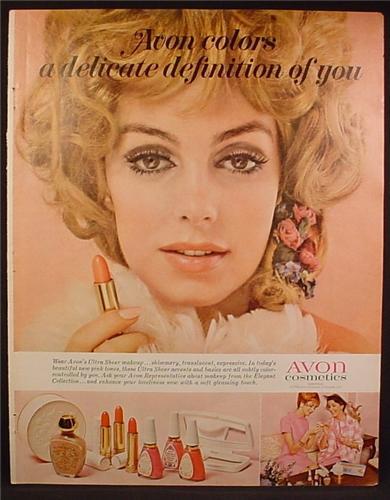 Avon colors
a delicate definition of you
Wear Avon's Ultra Sheer makeup...shimmery, translucent, expressive. In today's
beautiful new pink tones, these Ultra Sheer accents and basics are all subtly color-
controlled by you. Ask your Avon Representative about makeup from the Elegant
Collection...and enhance your loveliness now with a soft gleaming touch.
AVON
cosmetics